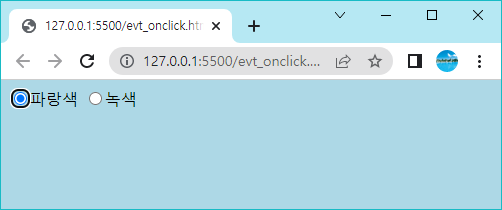 127.0.0.1:5500/evt_onclick.htm
127.0.0.1:5500/evt_onclick....
파랑색 녹색